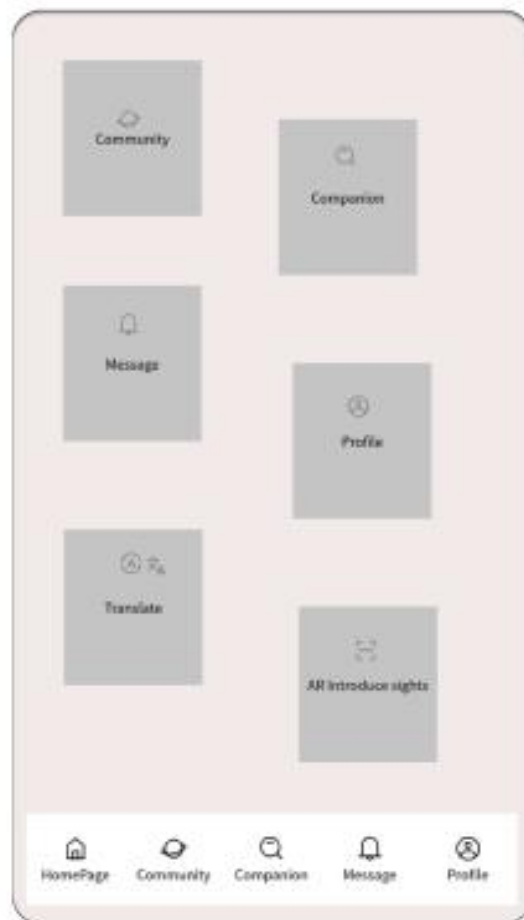 Community
Companion
Message
Profile
Translate
AR Introduce sights
HomePage
Community
Companion
Message
Profile